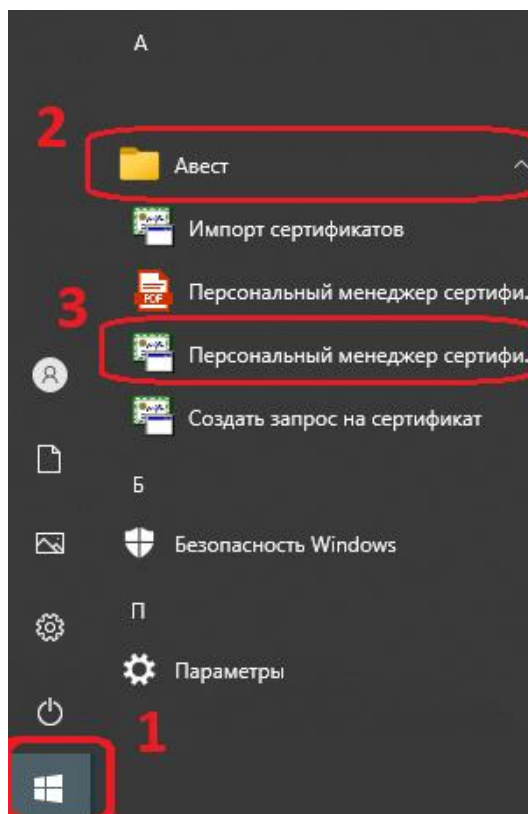 А
2
Авест
Импорт сертификатов
PDF
Персональный менеджер сертифи.
3
Персональный менеджер сертифи.
Создать запрос на сертификат
Б
Безопасность Windows
П
Параметры
1